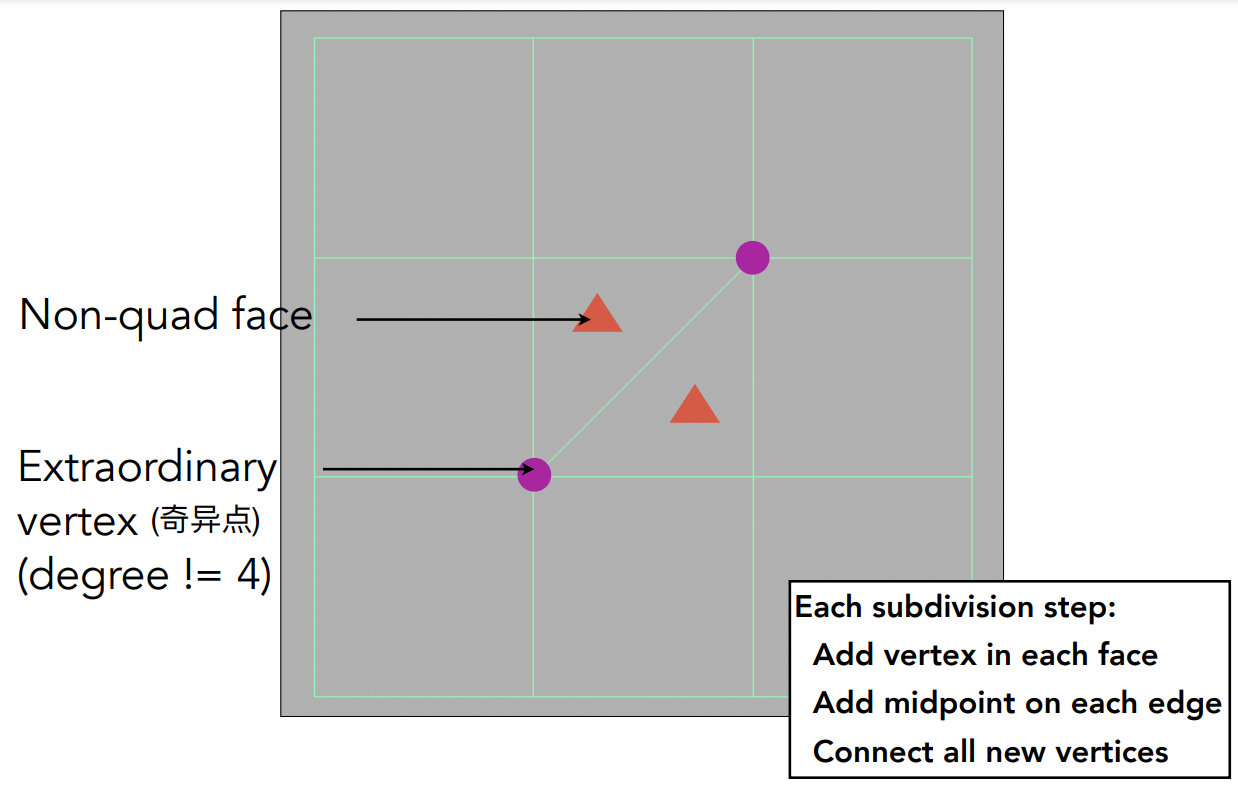 Non-quad face
Extraordinary
vertex (奇异点)
(degree != 4)
Each subdivision step:
Add vertex in each face
Add midpoint on each edge
Connect all new vertices